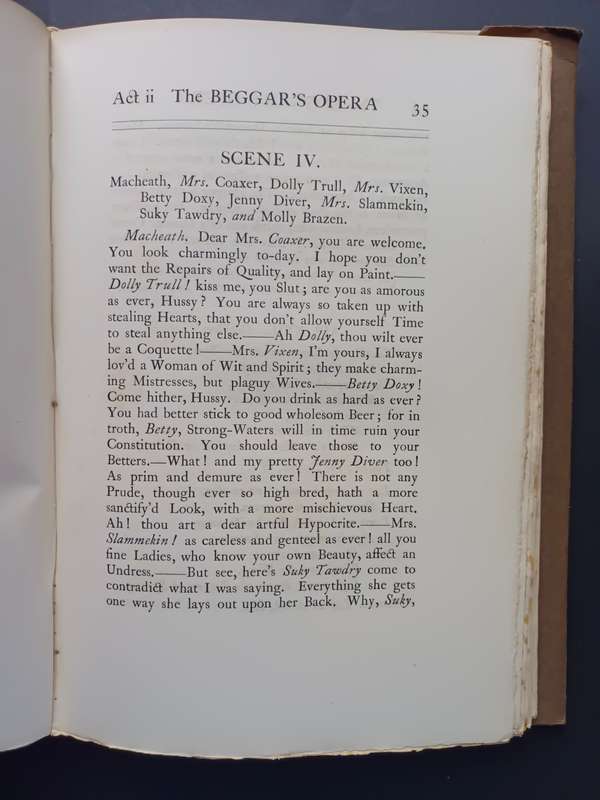 Act ii The BEGGAR'S OPERA 35
SCENE IV.
Macheath, Mrs. Coaxer, Dolly Trull, Mrs. Vixen,
Betty Doxy, Jenny Diver, Mrs. Slammekin,
Suky Tawdry, and Molly Brazen.
Macheath. Dear Mrs. Coaxer, you are welcome.
You look charmingly to-day. I hope you don't
want the Repairs of Quality, and lay on Paint.——
Dolly Trull! kiss me, you Slut; are you as amorous
as ever, Hussy? You are always so taken up with
stealing Hearts, that you don't allow yourself Time
to steal anything else.——Ah Dolly, thou wilt ever
be a Coquette!——Mrs. Vixen, I'm yours, I always
lov'd a Woman of Wit and Spirit; they make charm-
ing Mistresses, but plaguy Wives.——Betty Doxy!
Come hither, Hussy. Do you drink as hard as ever?
You had better stick to good wholesom Beer; for in
troth, Betty, Strong-Waters will in time ruin your
Constitution. You should leave those to your
Betters.—What! and my pretty Jenny Diver too!
As prim and demure as ever! There is not any
Prude, though ever so high bred, hath a more
sanctify'd Look, with a more mischievous Heart.
Ah! thou art a dear artful Hypocrite.——Mrs.
Slammekin! as careless and genteel as ever! all you
fine Ladies, who know your own Beauty, affect an
Undress.——But see, here's Suky Tawdry come to
contradict what I was saying. Everything she gets
one way she lays out upon her Back. Why, Suky,